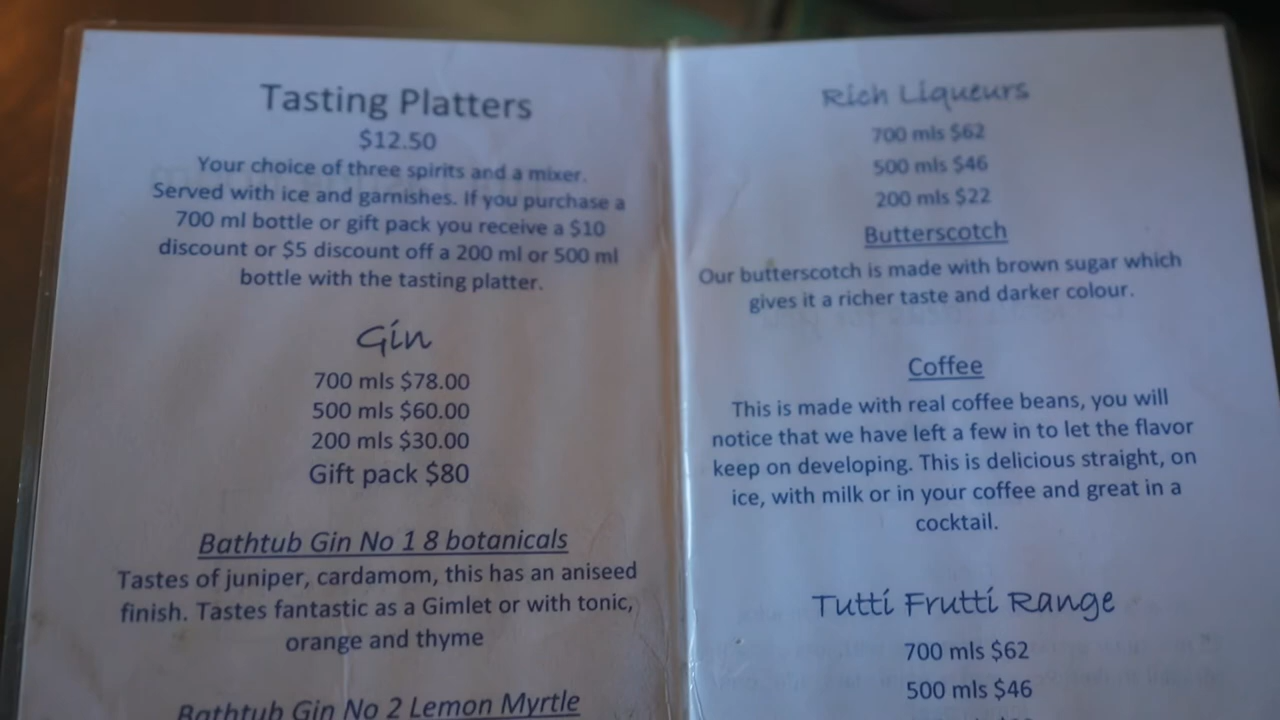 Tasting Platters
$12.50
Your choice of three spirits and a mixer.
Served with ice and garnishes. If you purchase a
700 ml bottle or gift pack you receive a $10
discount or $5 discount off a 200 ml or 500 ml
bottle with the tasting platter.
Gin
700 mls $78.00
500 mls $60.00
200 mls $30.00
Gift pack $80
Bathtub Gin No 1 8 botanicals
Tastes of juniper, cardamom, this has an aniseed
finish. Tastes fantastic as a Gimlet or with tonic,
orange and thyme
Bathtub Gin No 2 Lemon Myrtle
Rich Liqueurs
700 mls $62
500 mls $46
200 mls $22
Butterscotch
Our butterscotch is made with brown sugar which
gives it a richer taste and darker colour.
Coffee
This is made with real coffee beans, you will
notice that we have left a few in to let the flavor
keep on developing. This is delicious straight, on
ice, with milk or in your coffee and great in a
cocktail.
Tutti Frutti Range
700 mls $62
500 mls $46